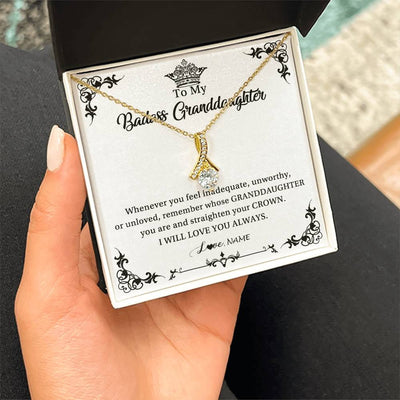 To My
Badass Granddaughter
Whenever you feel inadequate, unworthy,
or unloved, remember whose GRANDDAUGHTER
you are and straighten your CROWN.
I WILL LOVE YOU ALWAYS.
Love, NAME